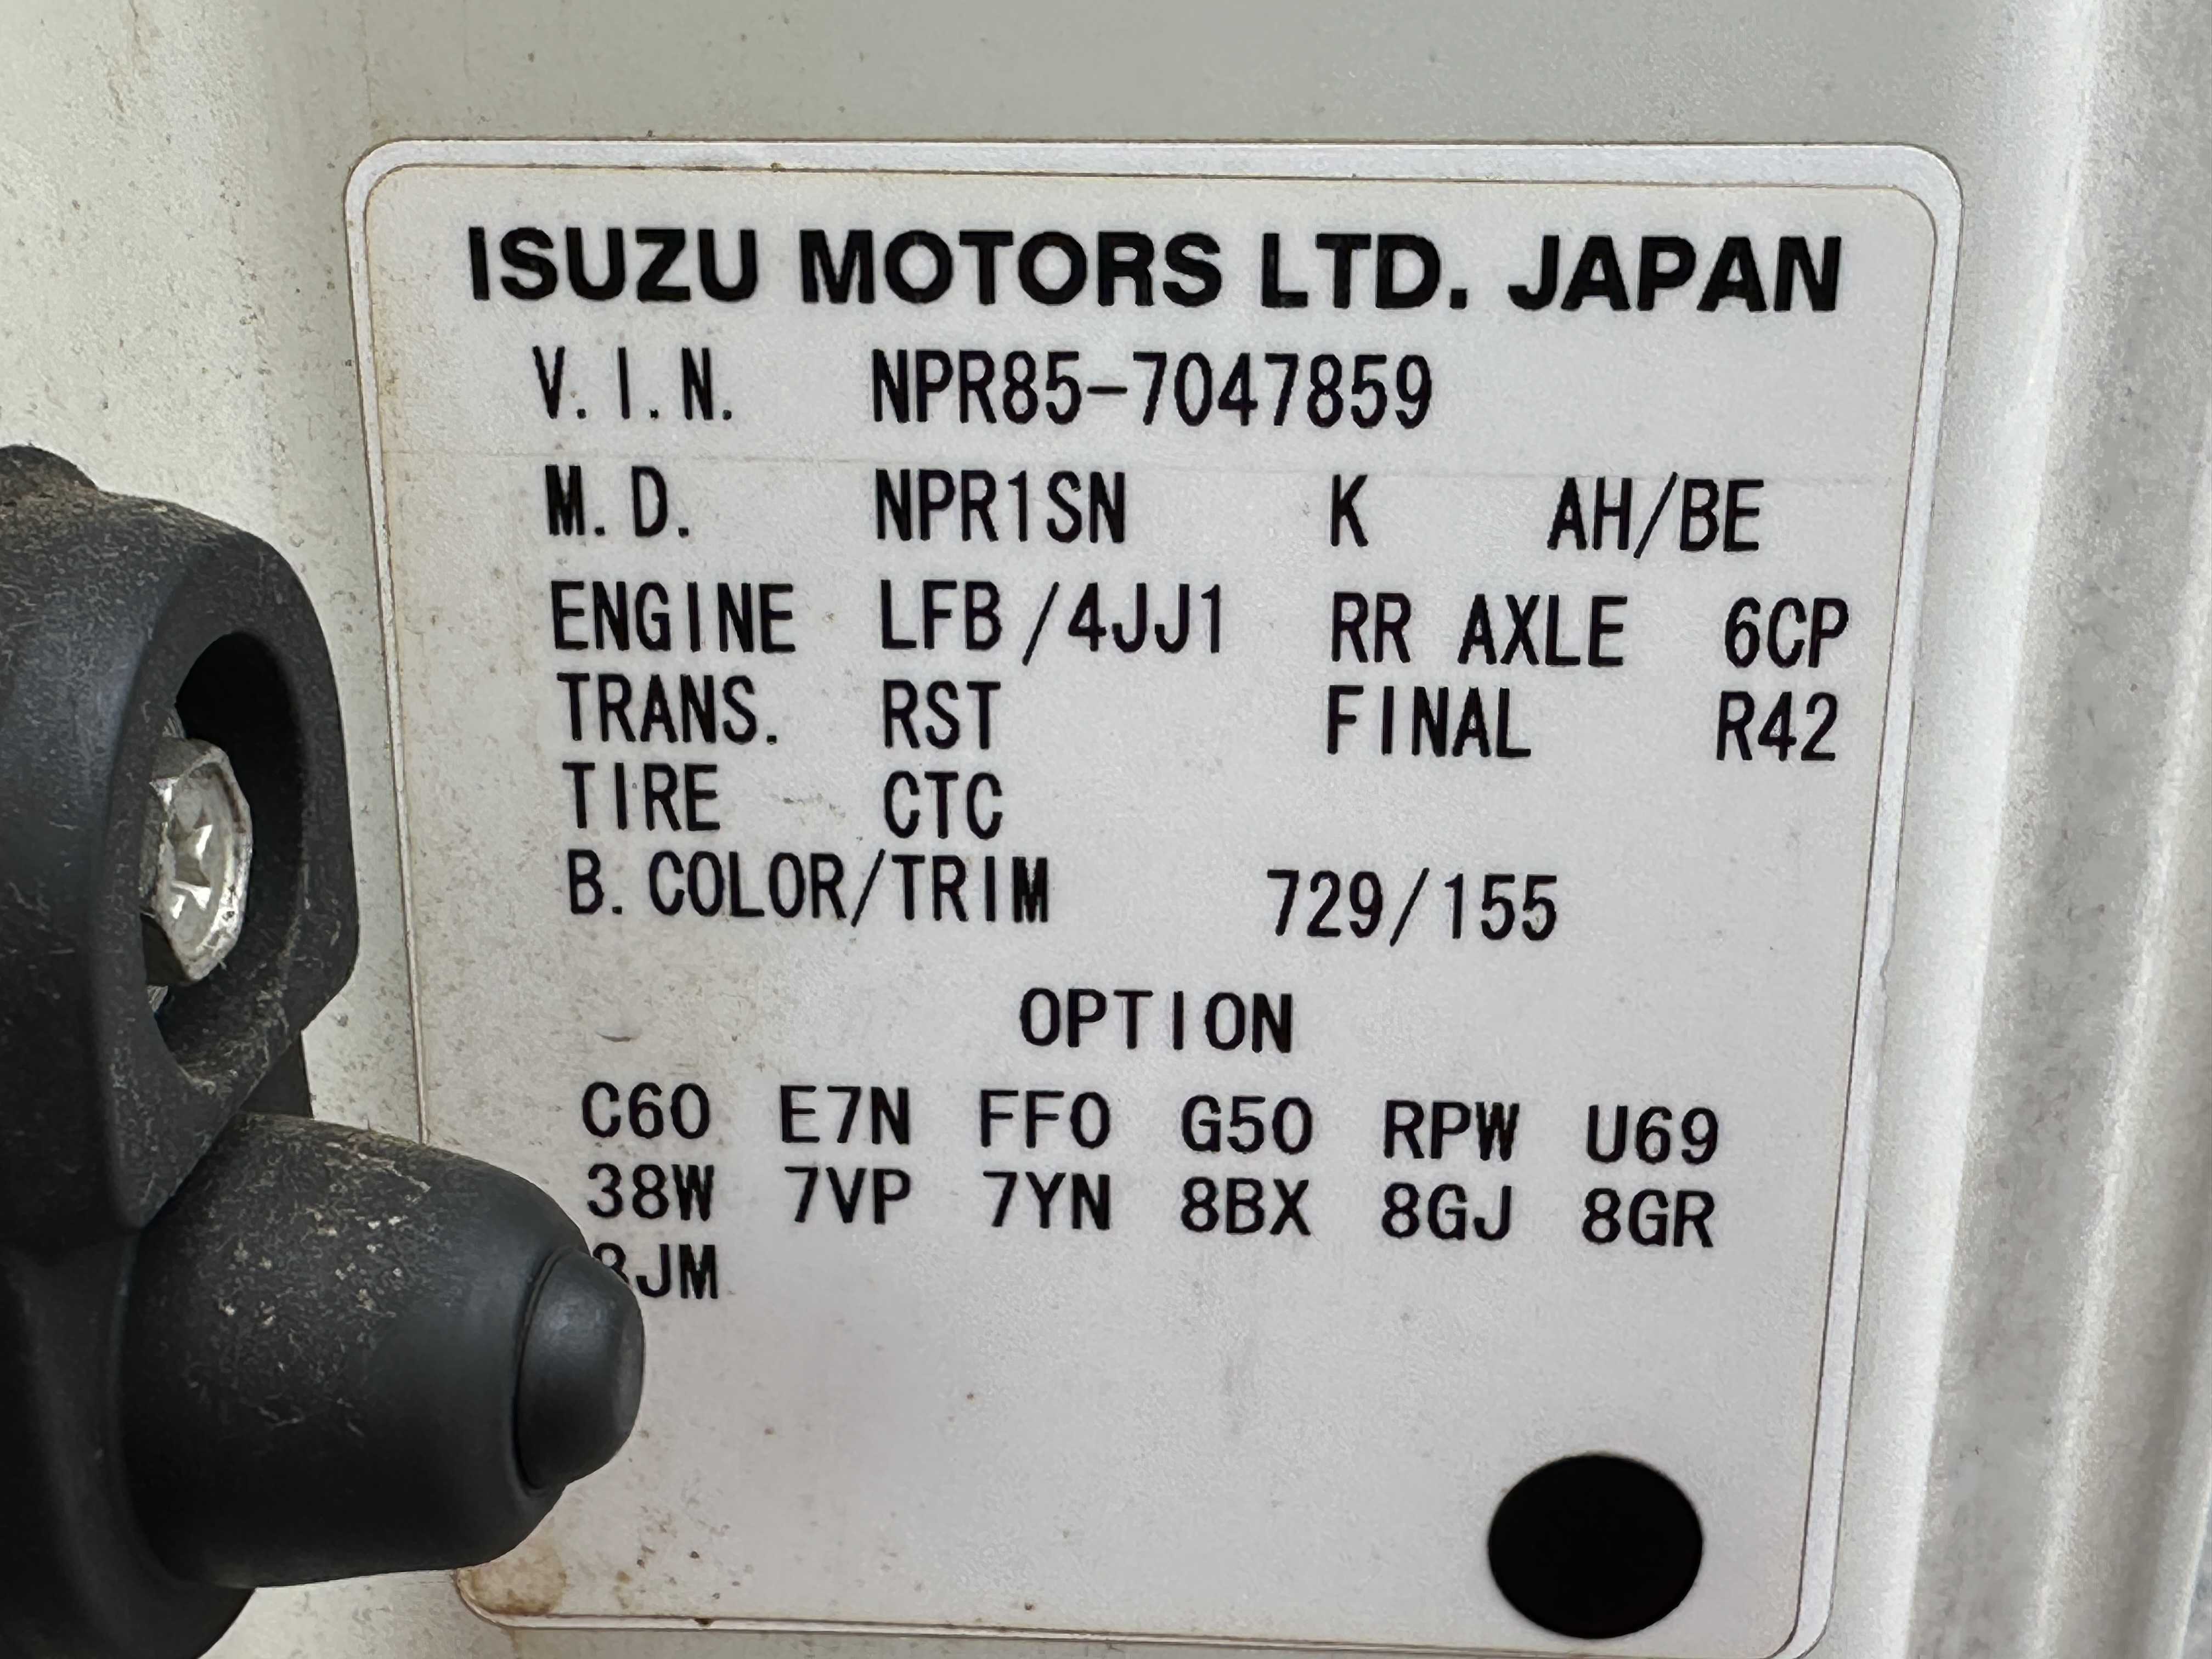 ISUZU MOTORS LTD. JAPAN
V.I.N. NPR85-7047859
M.D. NPR1SN K AH/BE
ENGINE LFB/4JJ1 RR AXLE 6CP
TRANS. RST FINAL R42
TIRE CTC
B.COLOR/TRIM 729/155
OPTION
C60 E7N FF0 G50 RPW U69
38W 7VP 7YN 8BX 8GJ 8GR
8JM